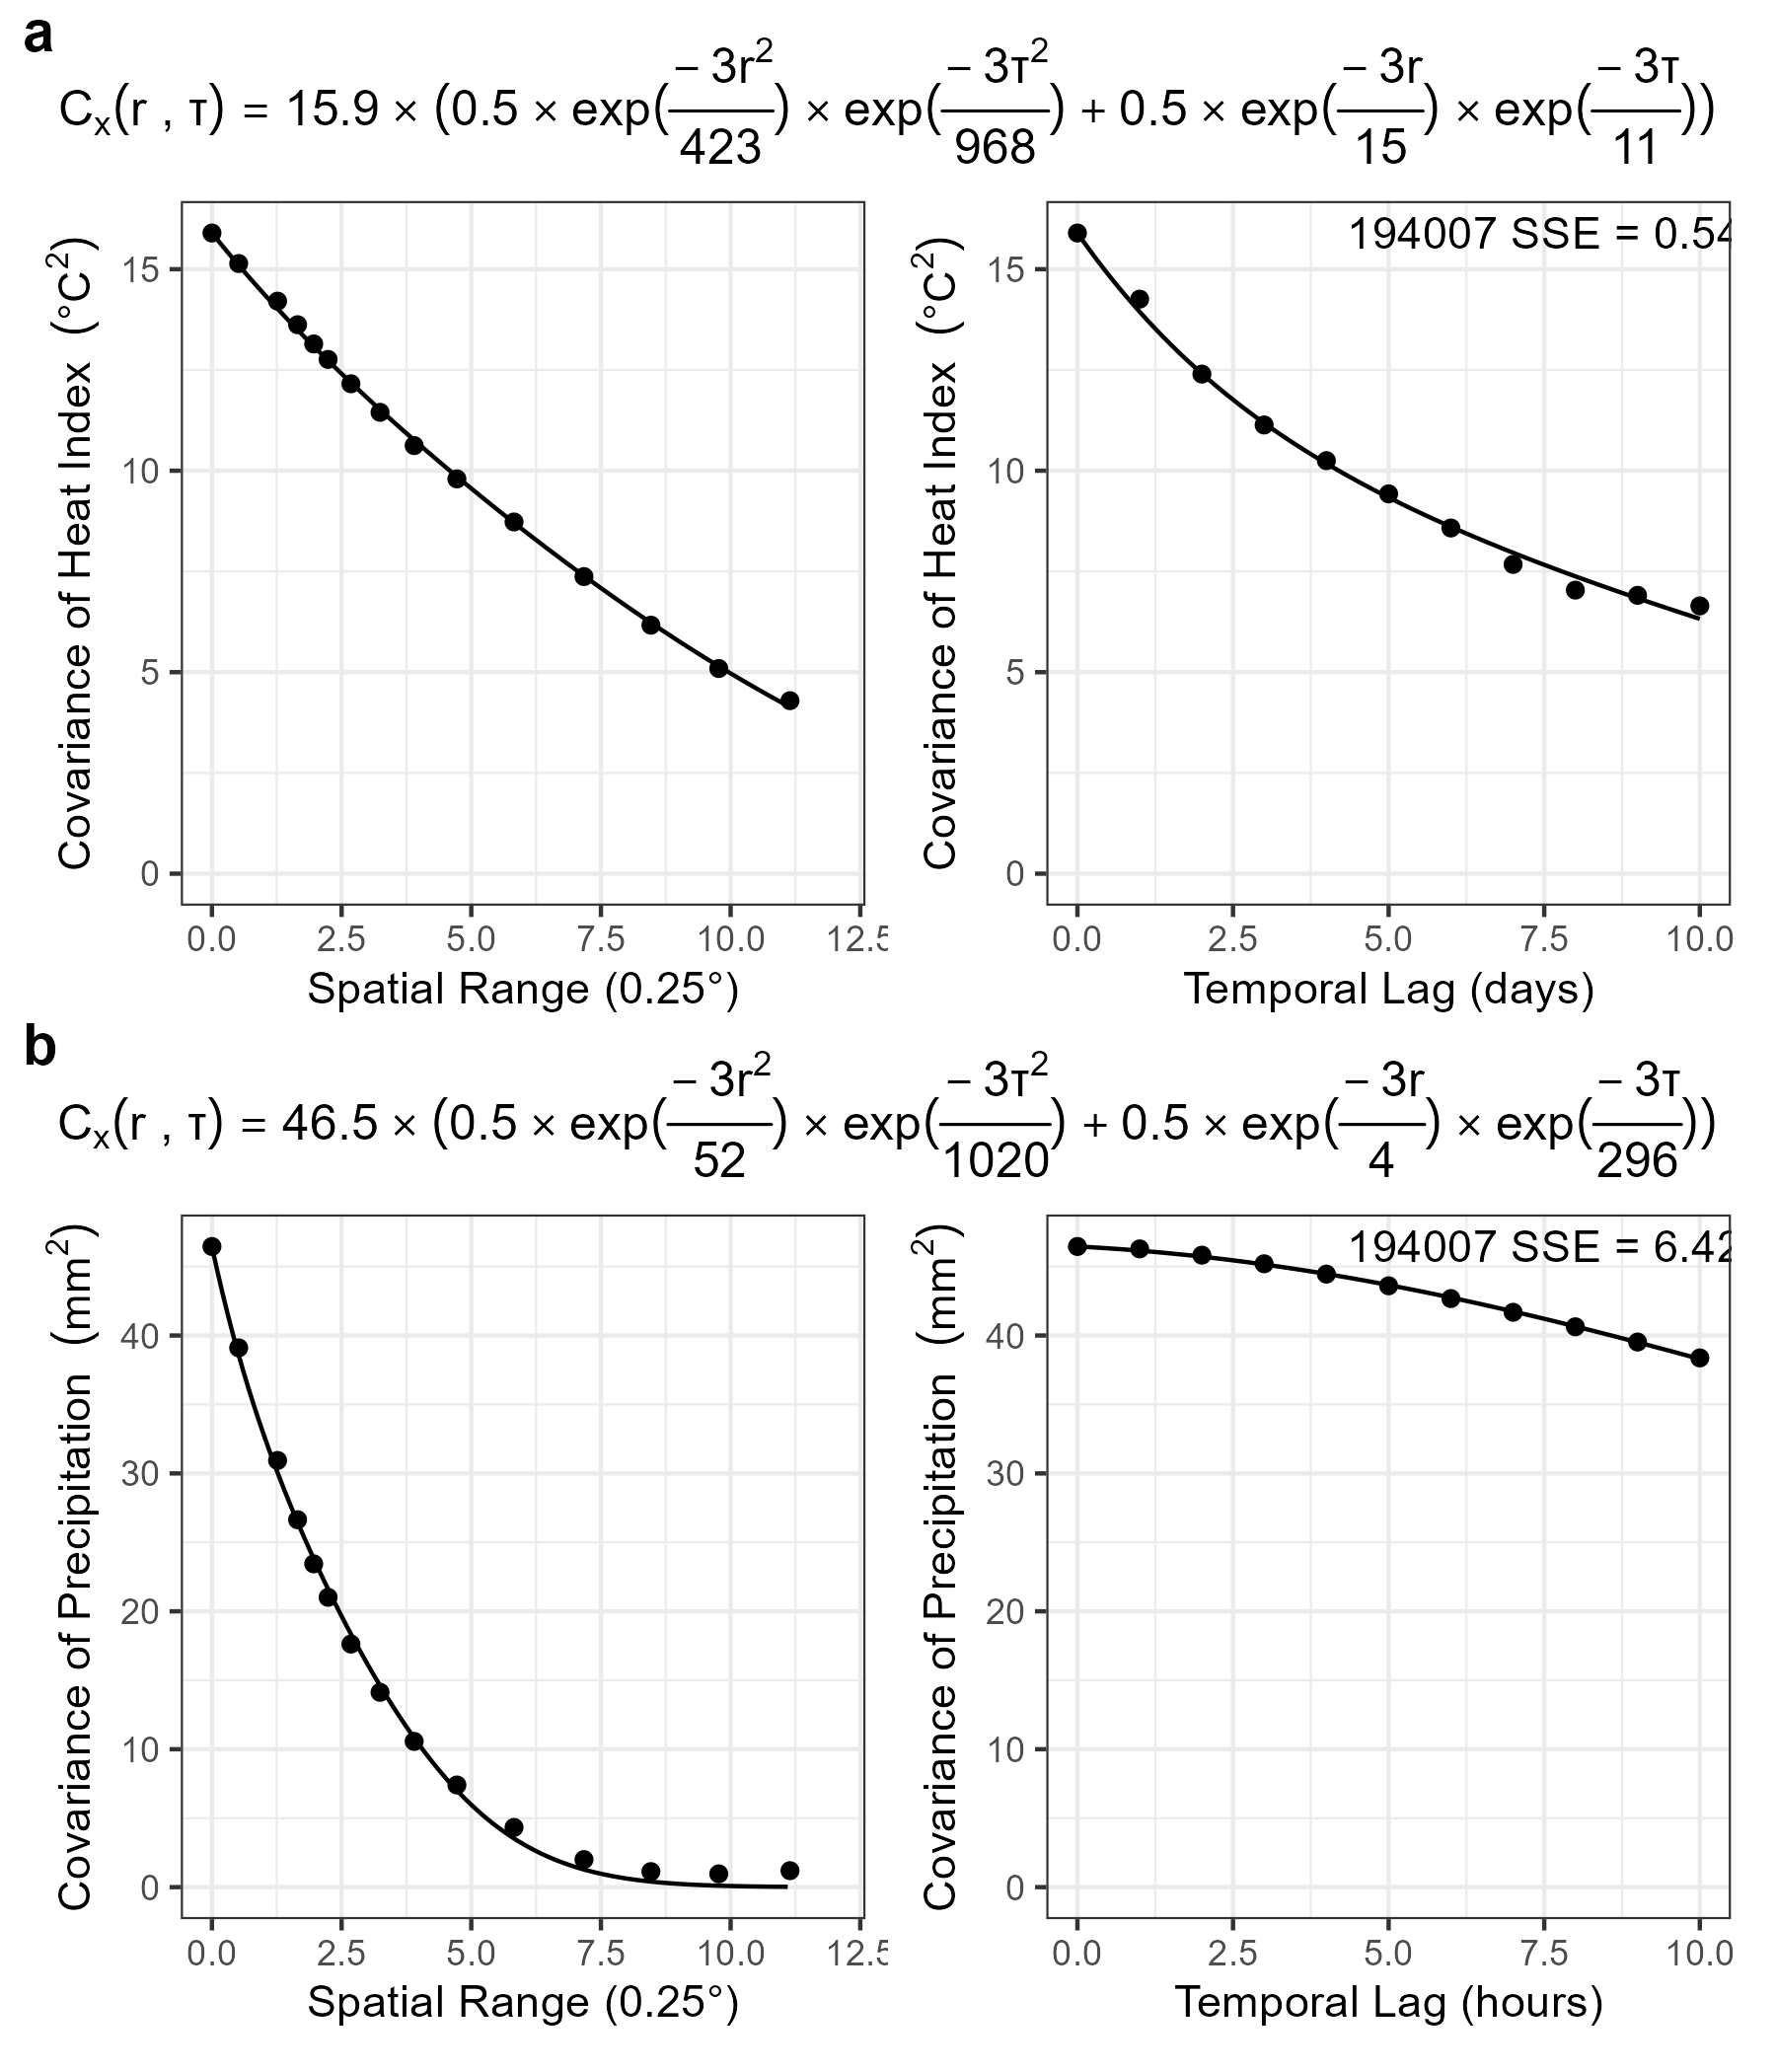 a
Cₓ(r , τ) = 15.9 × (0.5 × exp(− 3r²/423) × exp(− 3τ²/968) + 0.5 × exp(− 3r/15) × exp(− 3τ/11))
Covariance of Heat Index (°C²)
15
10
5
0
0.0 2.5 5.0 7.5 10.0 12.5
Spatial Range (0.25°)
194007 SSE = 0.54
Covariance of Heat Index (°C²)
15
10
5
0
0.0 2.5 5.0 7.5 10.0
Temporal Lag (days)
b
Cₓ(r , τ) = 46.5 × (0.5 × exp(− 3r²/52) × exp(− 3τ²/1020) + 0.5 × exp(− 3r/4) × exp(− 3τ/296))
Covariance of Precipitation (mm²)
40
30
20
10
0
0.0 2.5 5.0 7.5 10.0 12.5
Spatial Range (0.25°)
194007 SSE = 6.42
Covariance of Precipitation (mm²)
40
30
20
10
0
0.0 2.5 5.0 7.5 10.0
Temporal Lag (hours)